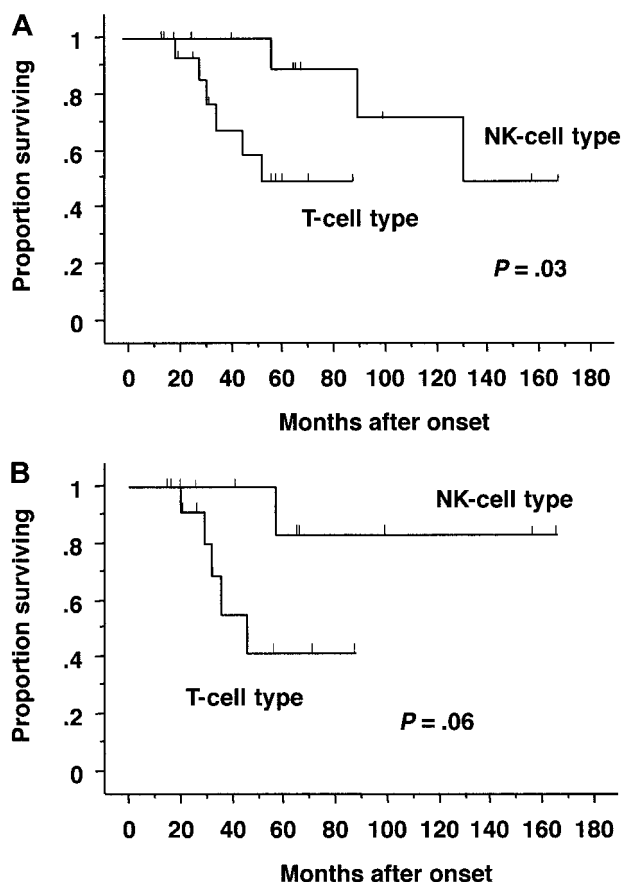 A
Proportion surviving
1
.8
.6
.4
.2
0
NK-cell type
T-cell type
P = .03
0 20 40 60 80 100 120 140 160 180
Months after onset
B
Proportion surviving
1
.8
.6
.4
.2
0
NK-cell type
T-cell type
P = .06
0 20 40 60 80 100 120 140 160 180
Months after onset